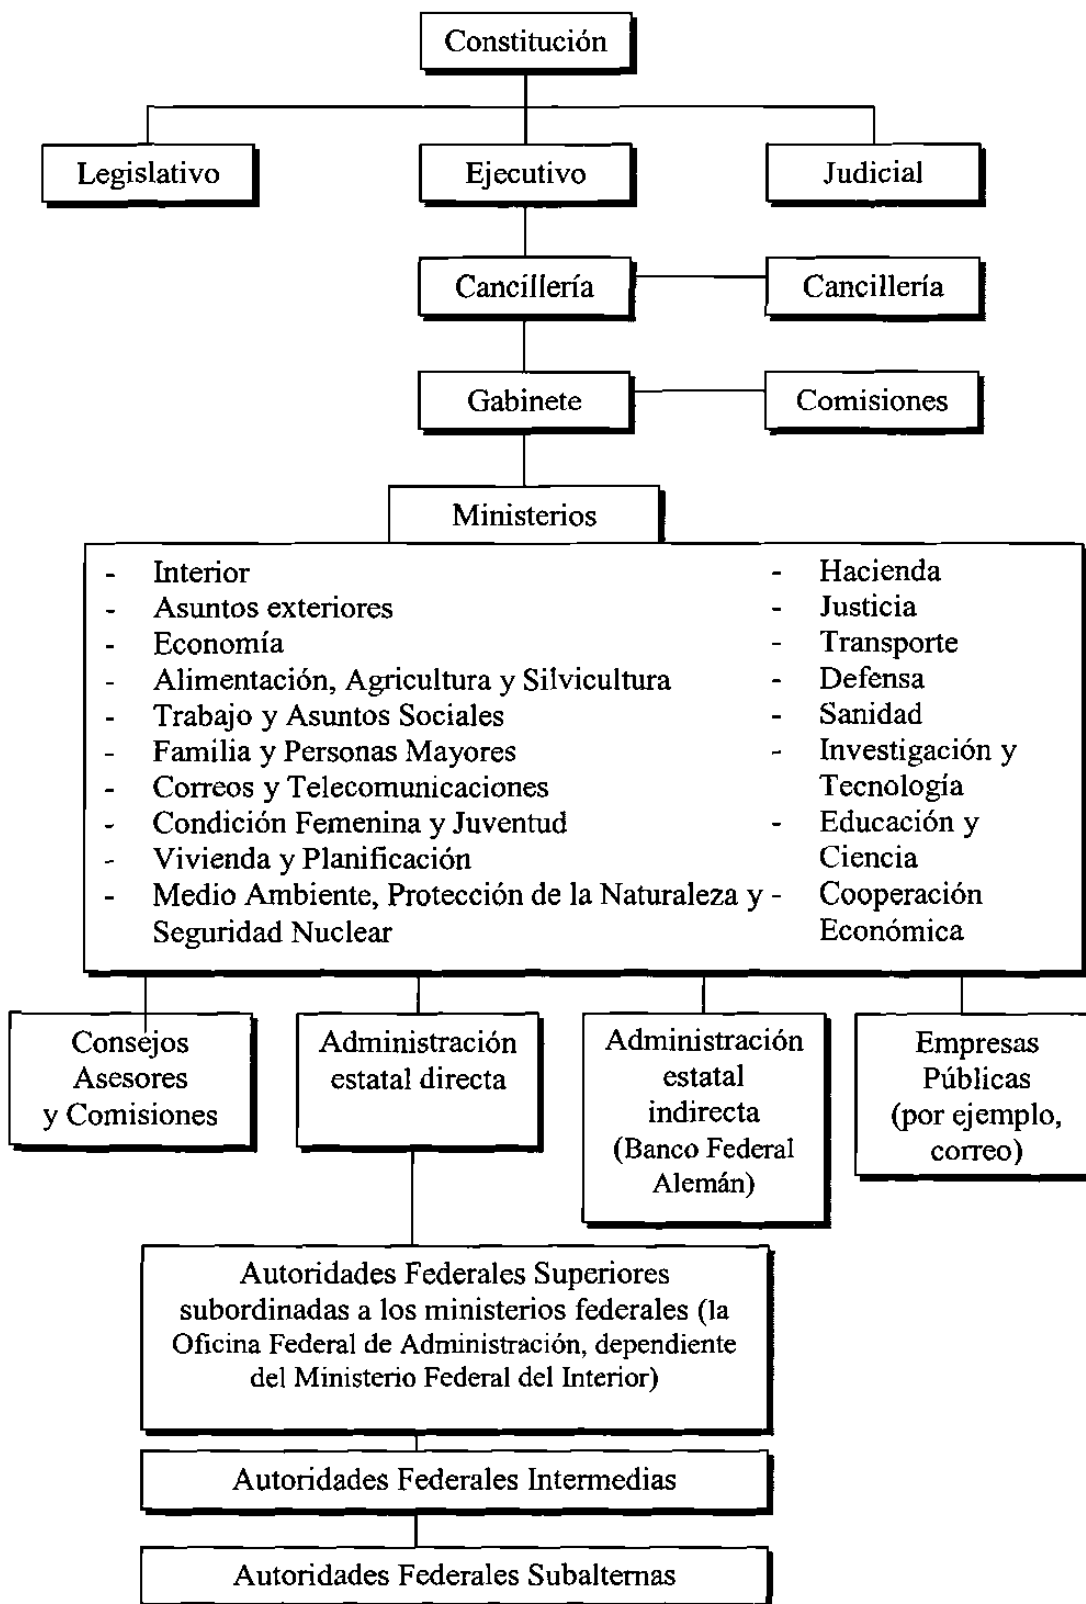 Constitución
Legislativo
Ejecutivo
Judicial
Cancillería
Cancillería
Gabinete
Comisiones
Ministerios
- Interior
- Asuntos exteriores
- Economía
- Alimentación, Agricultura y Silvicultura
- Trabajo y Asuntos Sociales
- Familia y Personas Mayores
- Correos y Telecomunicaciones
- Condición Femenina y Juventud
- Vivienda y Planificación
- Medio Ambiente, Protección de la Naturaleza y
Seguridad Nuclear
- Hacienda
- Justicia
- Transporte
- Defensa
- Sanidad
- Investigación y
Tecnología
- Educación y
Ciencia
- Cooperación
Económica
Consejos
Asesores
y Comisiones
Administración
estatal directa
Administración
estatal
indirecta
(Banco Federal
Alemán)
Empresas
Públicas
(por ejemplo,
correo)
Autoridades Federales Superiores
subordinadas a los ministerios federales (la
Oficina Federal de Administración, dependiente
del Ministerio Federal del Interior)
Autoridades Federales Intermedias
Autoridades Federales Subalternas